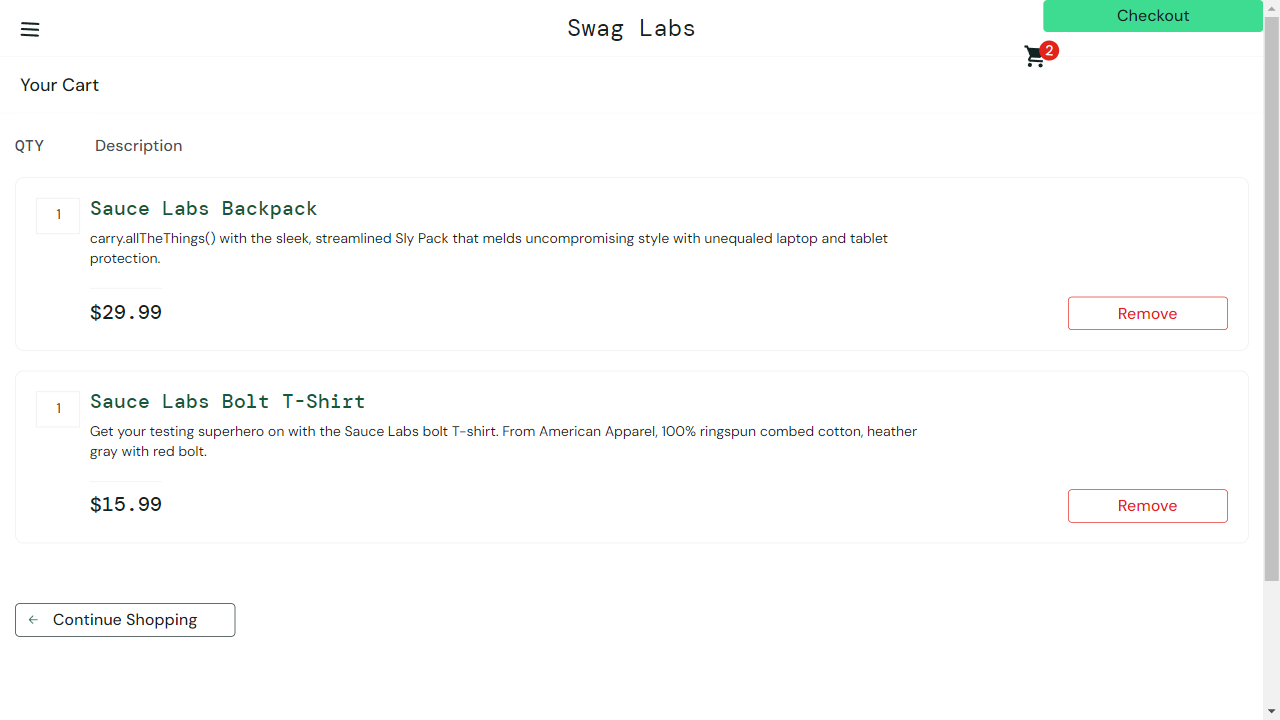 Checkout
Swag Labs
2
Your Cart
QTY Description
1
Sauce Labs Backpack
carry.allTheThings() with the sleek, streamlined Sly Pack that melds uncompromising style with unequaled laptop and tablet
protection.
$29.99
Remove
1
Sauce Labs Bolt T-Shirt
Get your testing superhero on with the Sauce Labs bolt T-shirt. From American Apparel, 100% ringspun combed cotton, heather
gray with red bolt.
$15.99
Remove
Continue Shopping